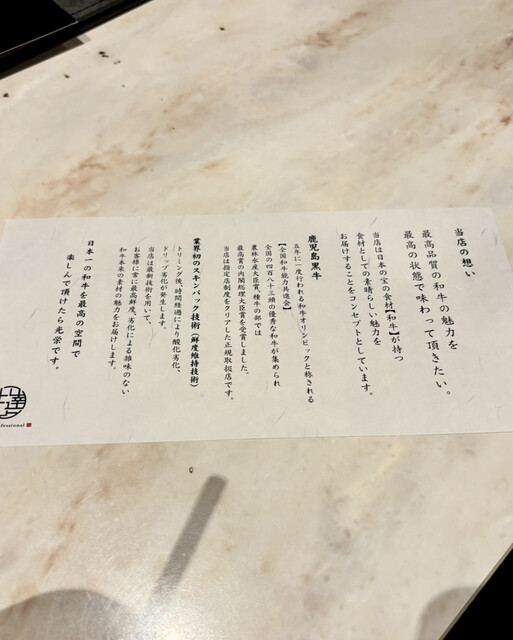 当店の想い
最高品質の和牛の魅力を
最高の状態で味わって頂きたい。
当店は日本の宝の食材【和牛】が持つ
食材としての素晴らしい魅力を
お届けすることをコンセプトとしています。
鹿児島黒牛
五年に一度行われる和牛オリンピックと称される
【全国和牛能力共進会】
全国の四百八十三頭の優秀な和牛が集められ
農林水産大臣賞、種牛の部では
最高賞の内閣総理大臣賞を受賞しました。
当店は指定店制度をクリアした正規取扱店です。
業界初のスキンパック技術（鮮度維持技術）
トリミング後、時間経過により酸化劣化、
ドリップ劣化が発生します。
当店は最新技術を用いて、
お客様に常に最高鮮度、劣化による雑味のない
和牛本来の素材の魅力をお届けします。
日本一の和牛を最高の空間で
楽しんで頂けたら光栄です。